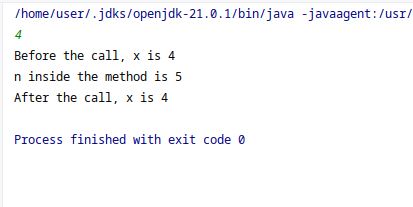 /home/user/.jdks/openjdk-21.0.1/bin/java -javaagent:/usr/
4
Before the call, x is 4
n inside the method is 5
After the call, x is 4
Process finished with exit code 0